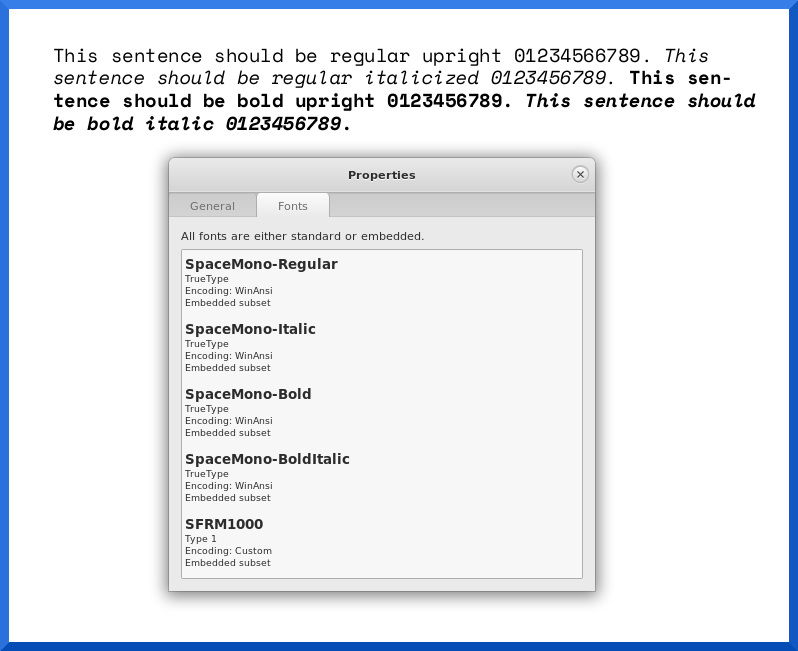 This sentence should be regular upright 01234566789. This
sentence should be regular italicized 0123456789. This sen-
tence should be bold upright 0123456789. This sentence should
be bold italic 0123456789.
Properties
General Fonts
All fonts are either standard or embedded.
SpaceMono-Regular
TrueType
Encoding: WinAnsi
Embedded subset
SpaceMono-Italic
TrueType
Encoding: WinAnsi
Embedded subset
SpaceMono-Bold
TrueType
Encoding: WinAnsi
Embedded subset
SpaceMono-BoldItalic
TrueType
Encoding: WinAnsi
Embedded subset
SFRM1000
Type 1
Encoding: Custom
Embedded subset